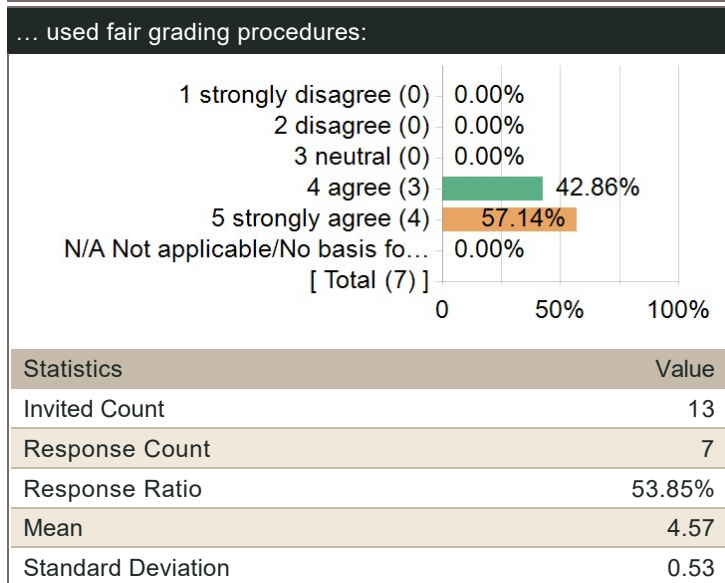 ... used fair grading procedures:
1 strongly disagree (0) 0.00%
2 disagree (0) 0.00%
3 neutral (0) 0.00%
4 agree (3) 42.86%
5 strongly agree (4) 57.14%
N/A Not applicable/No basis fo... 0.00%
[ Total (7) ]
0 50% 100%
Statistics Value
Invited Count 13
Response Count 7
Response Ratio 53.85%
Mean 4.57
Standard Deviation 0.53